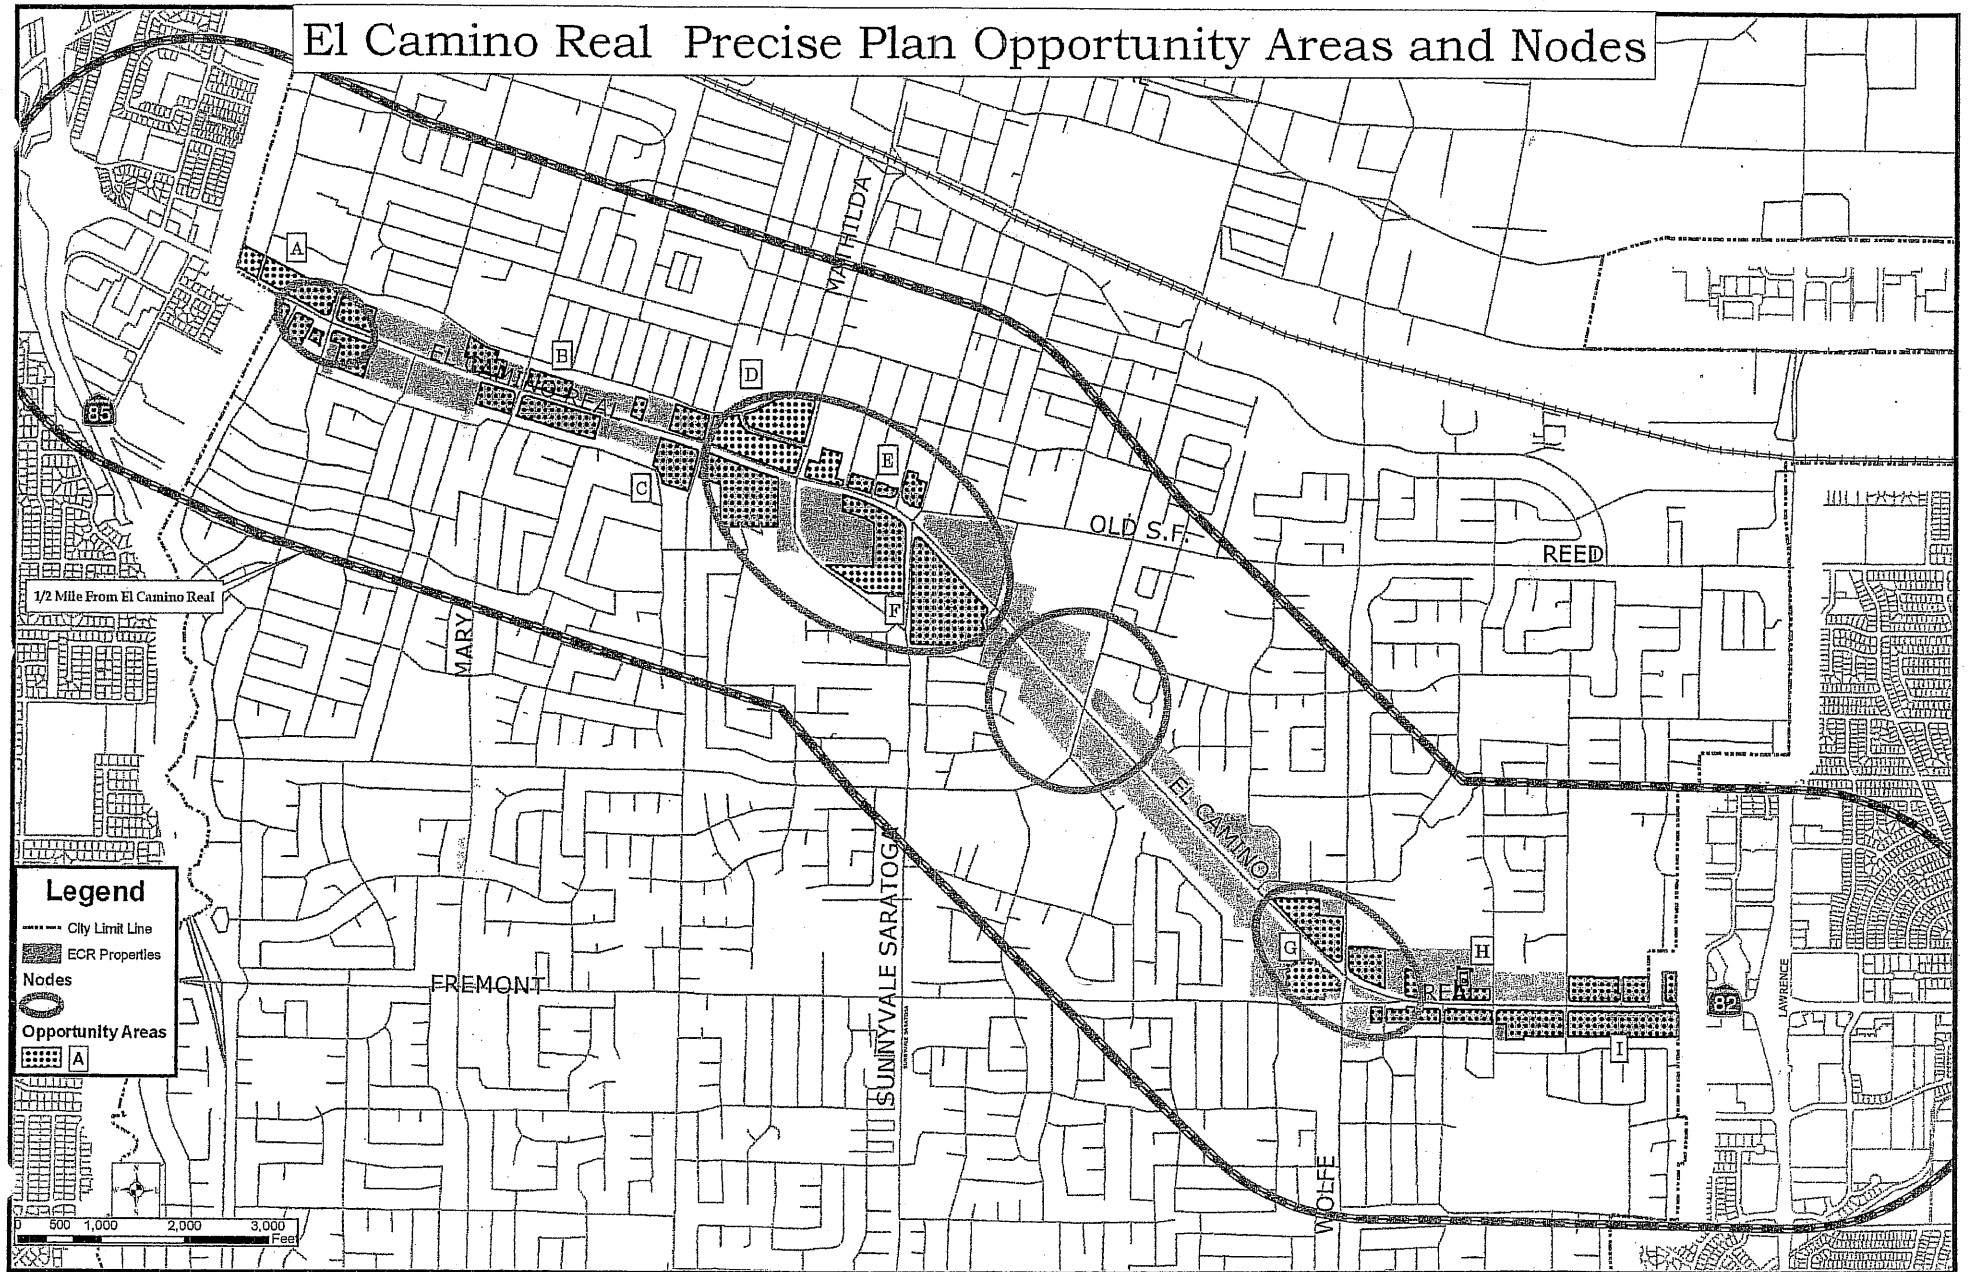 El Camino Real Precise Plan Opportunity Areas and Nodes
MATHILDA
A
B
D
EL CAMINO REAL
85
E
C
OLD S.F.
REED
1/2 Mile From El Camino Real
F
MARY
EL CAMINO
SUNNYVALE SARATOGA
Legend
City Limit Line
ECR Properties
Nodes
Opportunity Areas
A
G
H
FREMONT
REAL
82
LAWRENCE
I
WOLFE
0 500 1,000 2,000 3,000
Feet